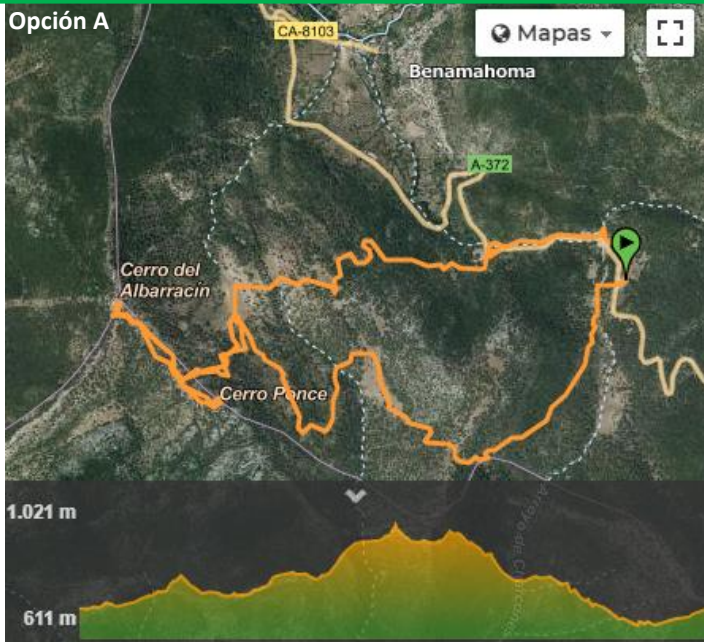 Opción A
CA-8103
Mapas
Benamahoma
A-372
Cerro del
Albarracín
Cerro Ponce
1.021 m
611 m